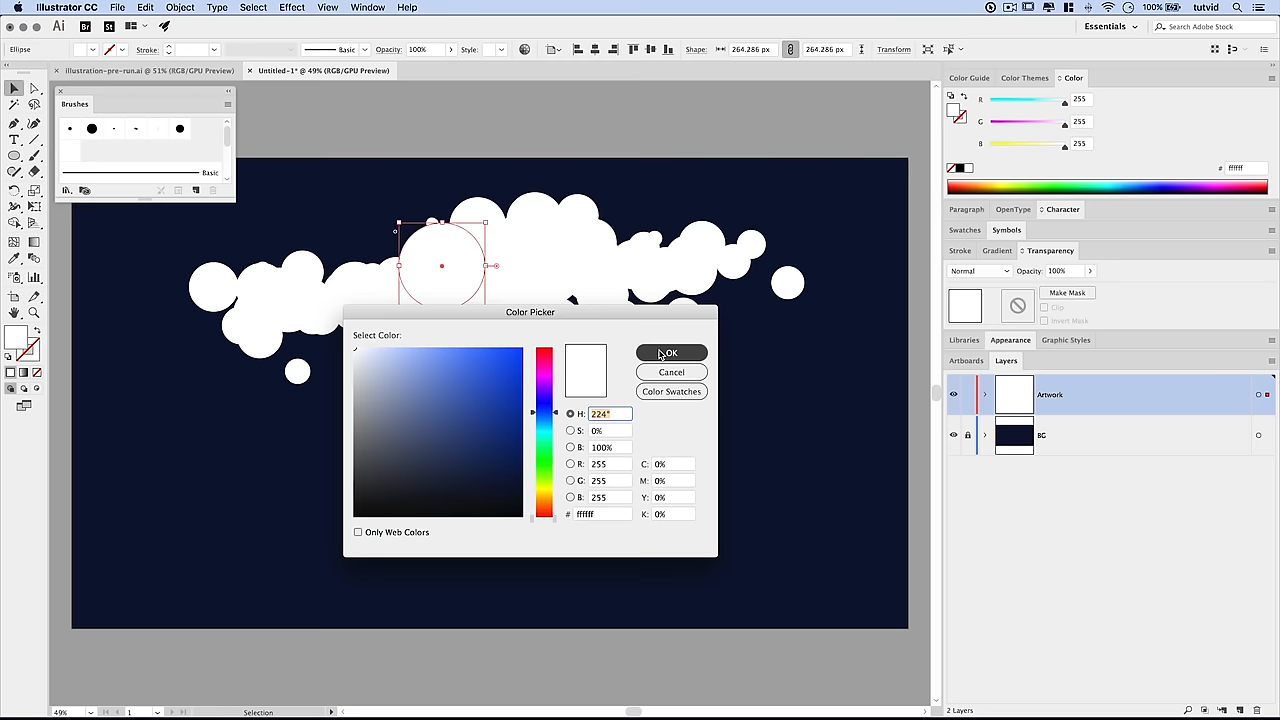 Illustrator CC File Edit Object Type Select Effect View Window Help 100% tutvid
Ai Br St Essentials Search Adobe Stock
Ellipse Stroke: Basic Opacity: 100% Style: Shape: 264.286 px 264.286 px Transform
× illustration-pre-run.ai @ 51% (RGB/GPU Preview) × Untitled-1* @ 49% (RGB/GPU Preview)
Brushes
Basic
Color Picker
Select Color:
OK
Cancel
Color Swatches
H: 224°
S: 0%
B: 100%
R: 255 C: 0%
G: 255 M: 0%
B: 255 Y: 0%
# ffffff K: 0%
Only Web Colors
Color Guide Color Themes Color
R 255
G 255
B 255
# ffffff
Paragraph OpenType Character
Swatches Symbols
Stroke Gradient Transparency
Normal Opacity: 100%
Make Mask
Clip
Invert Mask
Libraries Appearance Graphic Styles
Artboards Layers
Artwork
BG
49% 1 Selection
2 Layers